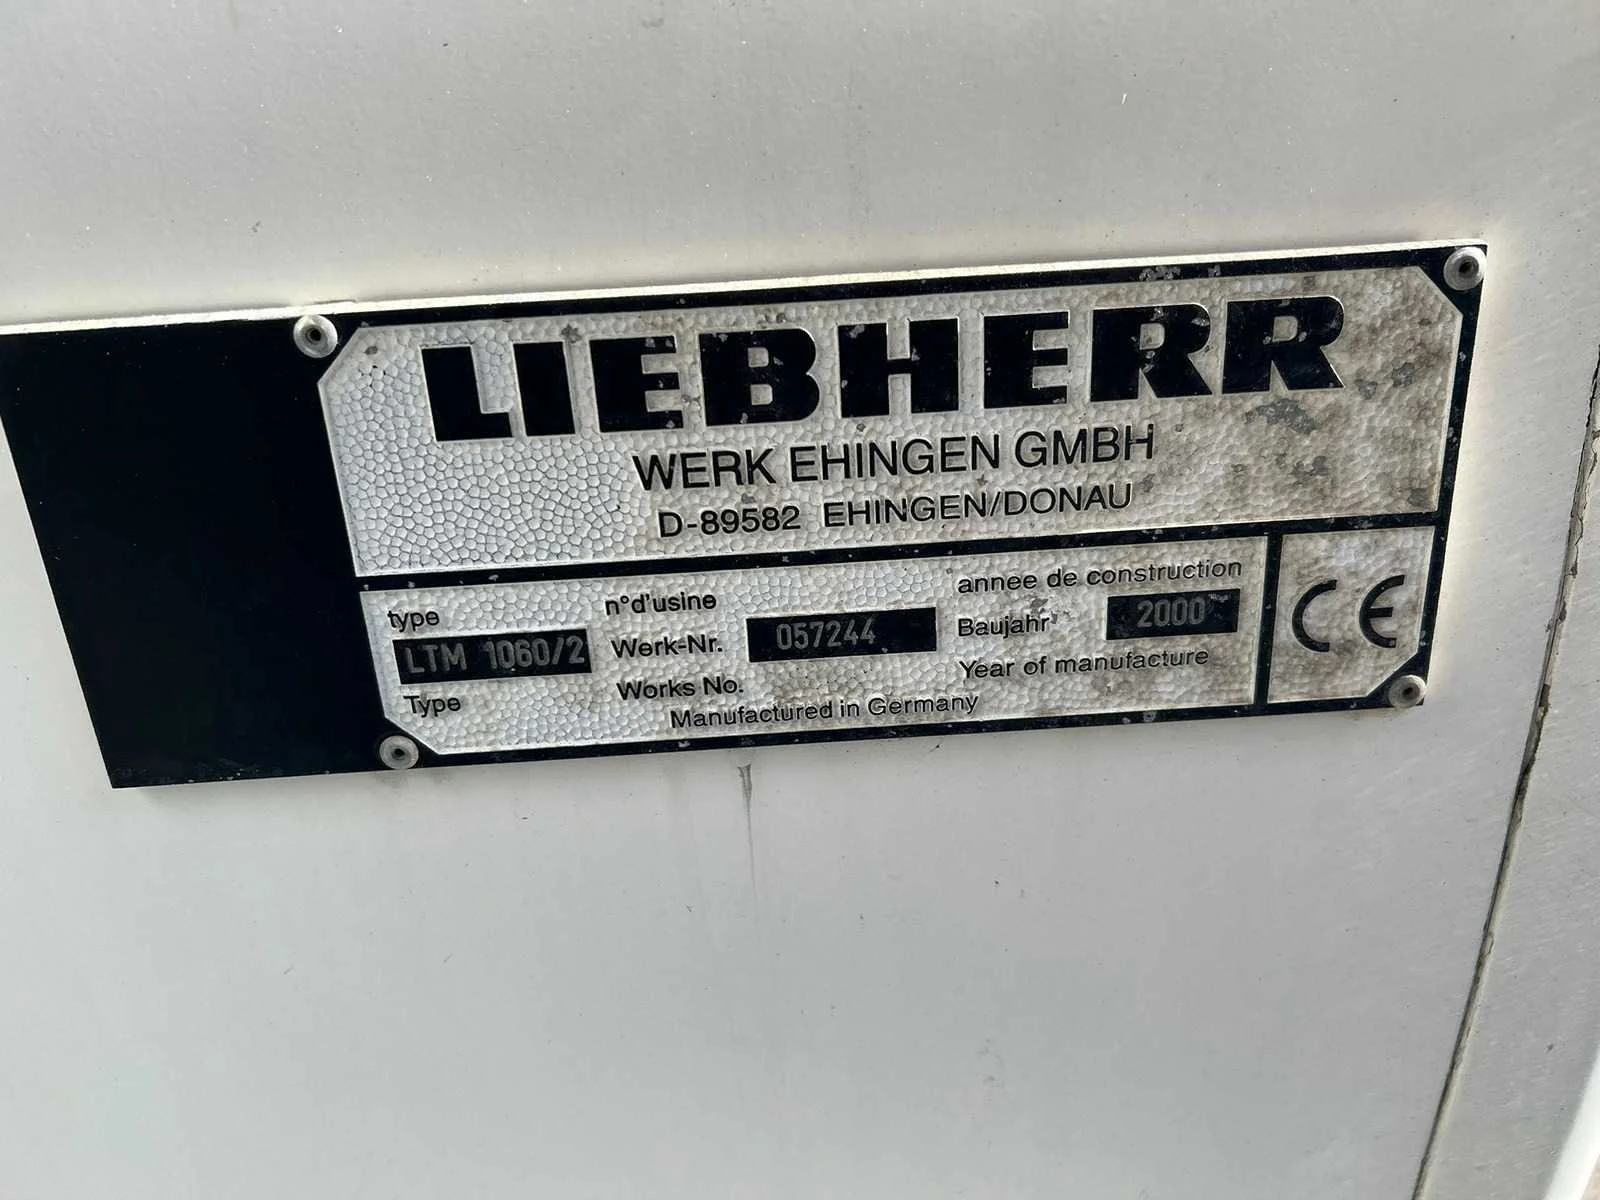 LIEBHERR
WERK EHINGEN GMBH
D-89582 EHINGEN/DONAU
type
LTM 1060/2
Type
n°d'usine
Werk-Nr.
Works No.
057244
annee de construction
Baujahr
Year of manufacture
2000
Manufactured in Germany
CE